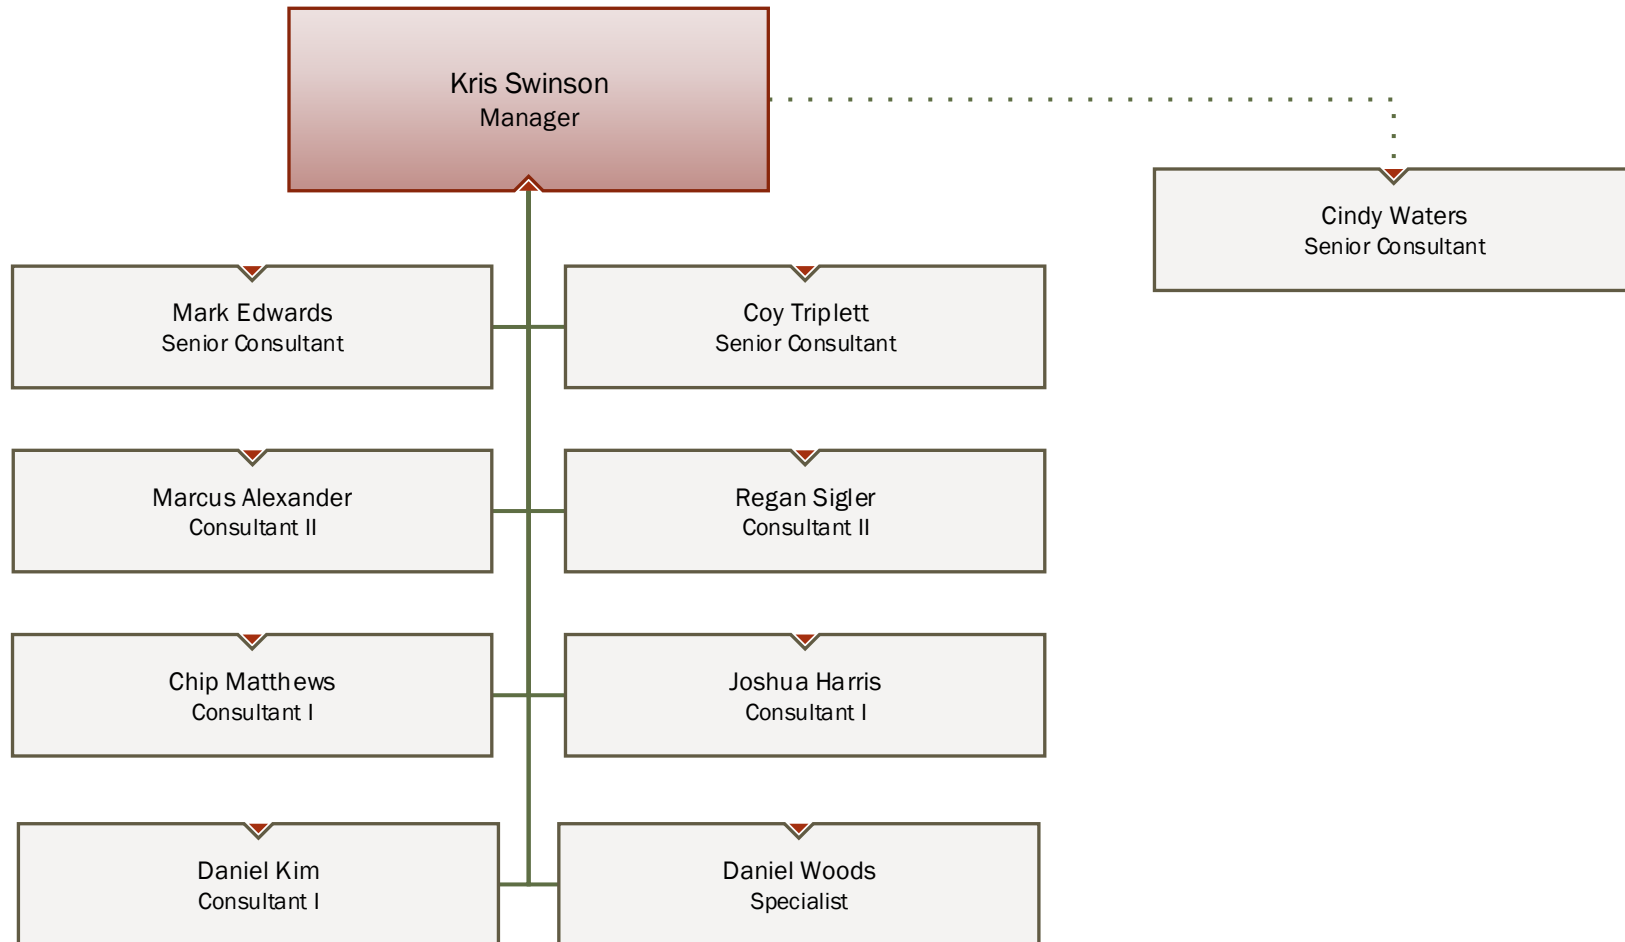 Kris Swinson
Manager
Cindy Waters
Senior Consultant
Mark Edwards
Senior Consultant
Coy Triplett
Senior Consultant
Marcus Alexander
Consultant II
Regan Sigler
Consultant II
Chip Matthews
Consultant I
Joshua Harris
Consultant I
Daniel Kim
Consultant I
Daniel Woods
Specialist